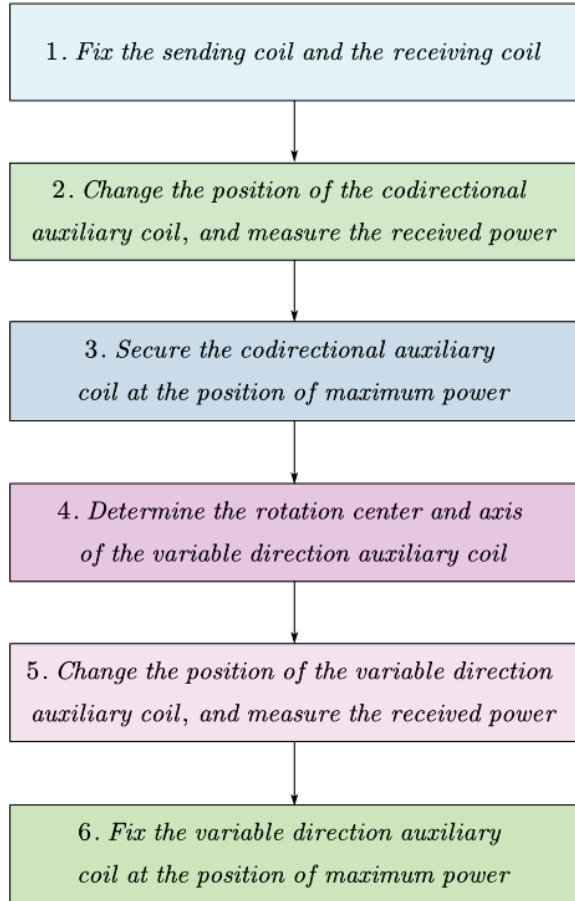 1. Fix the sending coil and the receiving coil
2. Change the position of the codirectional
auxiliary coil, and measure the received power
3. Secure the codirectional auxiliary
coil at the position of maximum power
4. Determine the rotation center and axis
of the variable direction auxiliary coil
5. Change the position of the variable direction
auxiliary coil, and measure the received power
6. Fix the variable direction auxiliary
coil at the position of maximum power